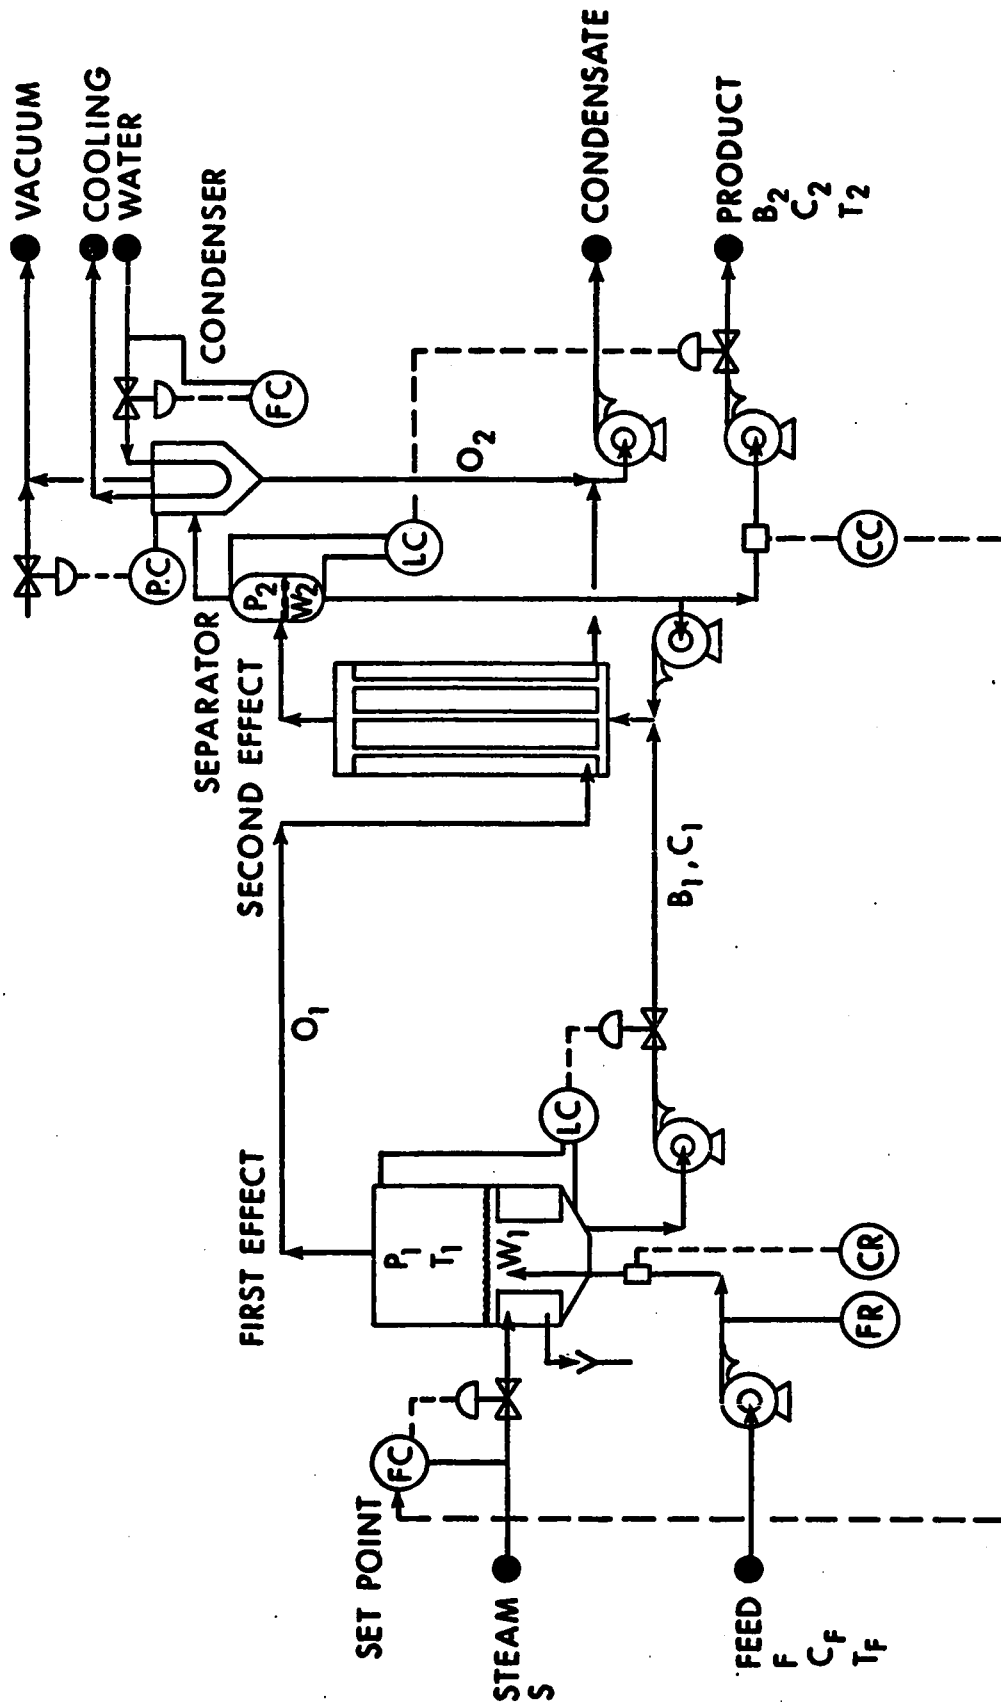 VACUUM
COOLING
WATER
CONDENSER
P.C
FC
SEPARATOR
P2
W2
LC
O2
CONDENSATE
SECOND EFFECT
PRODUCT
B2
C2
T2
CC
O1
B1, C1
FIRST EFFECT
P1
T1
W1
LC
SET POINT
FC
STEAM
S
CR
FR
FEED
F
CF
TF